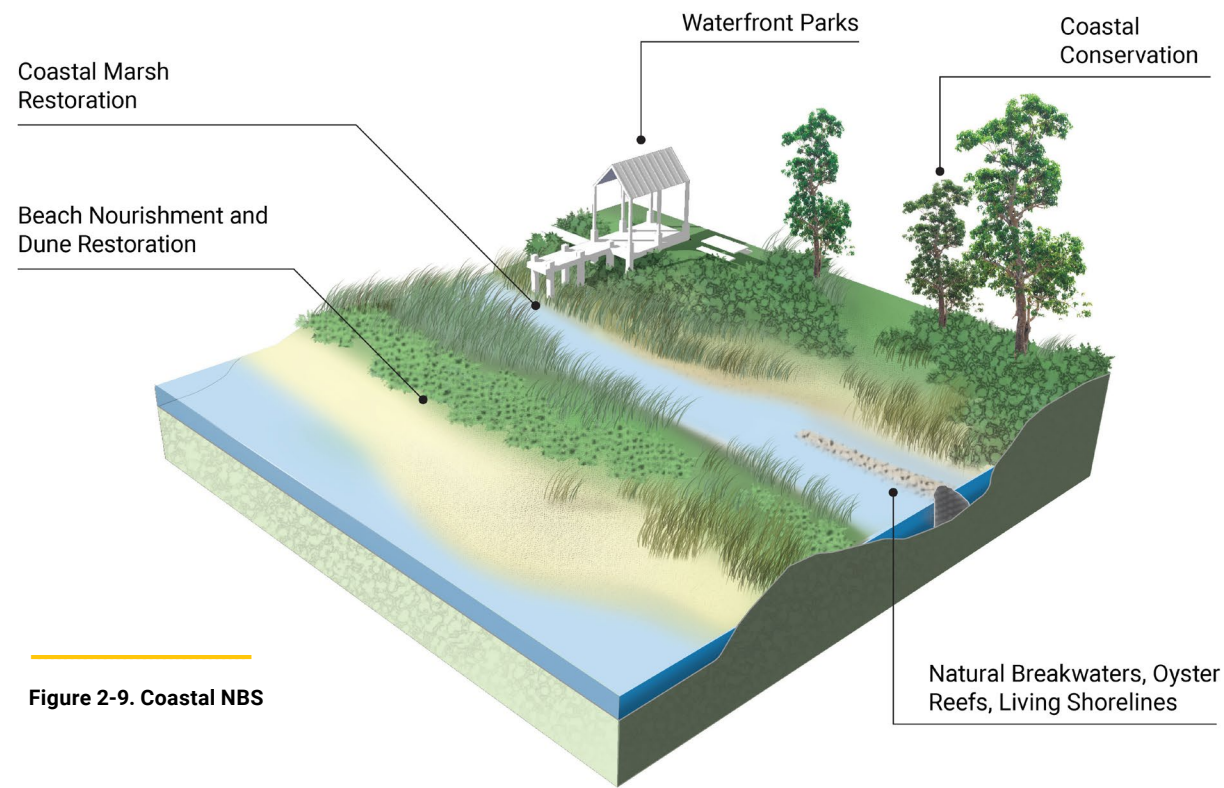 Waterfront Parks
Coastal
Conservation
Coastal Marsh
Restoration
Beach Nourishment and
Dune Restoration
Natural Breakwaters, Oyster
Reefs, Living Shorelines
Figure 2-9. Coastal NBS